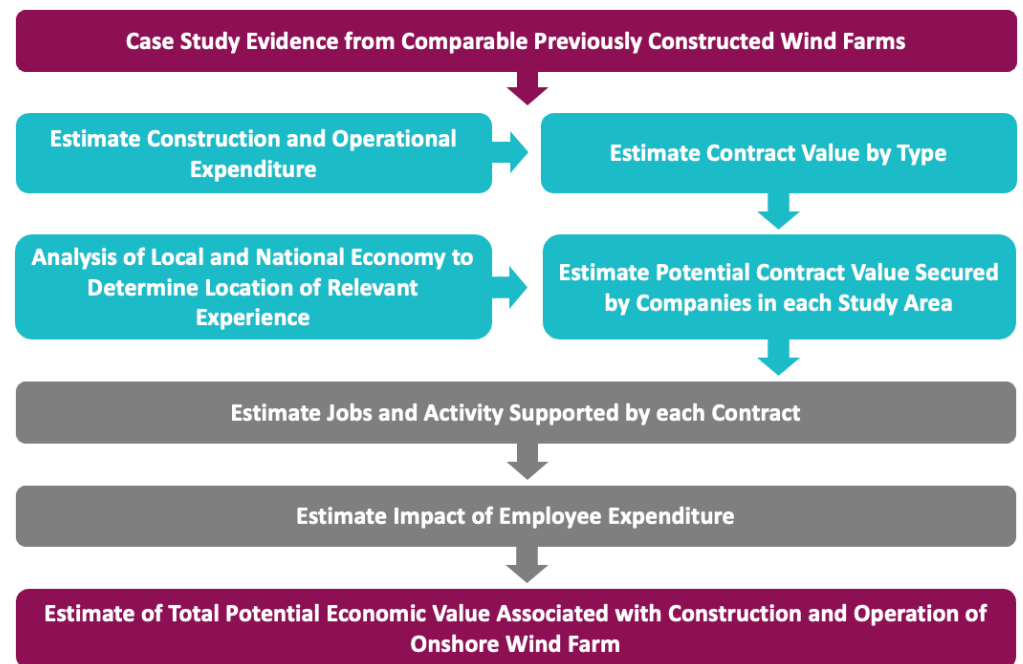 Case Study Evidence from Comparable Previously Constructed Wind Farms
Estimate Construction and Operational
Expenditure
Estimate Contract Value by Type
Analysis of Local and National Economy to
Determine Location of Relevant
Experience
Estimate Potential Contract Value Secured
by Companies in each Study Area
Estimate Jobs and Activity Supported by each Contract
Estimate Impact of Employee Expenditure
Estimate of Total Potential Economic Value Associated with Construction and Operation of
Onshore Wind Farm